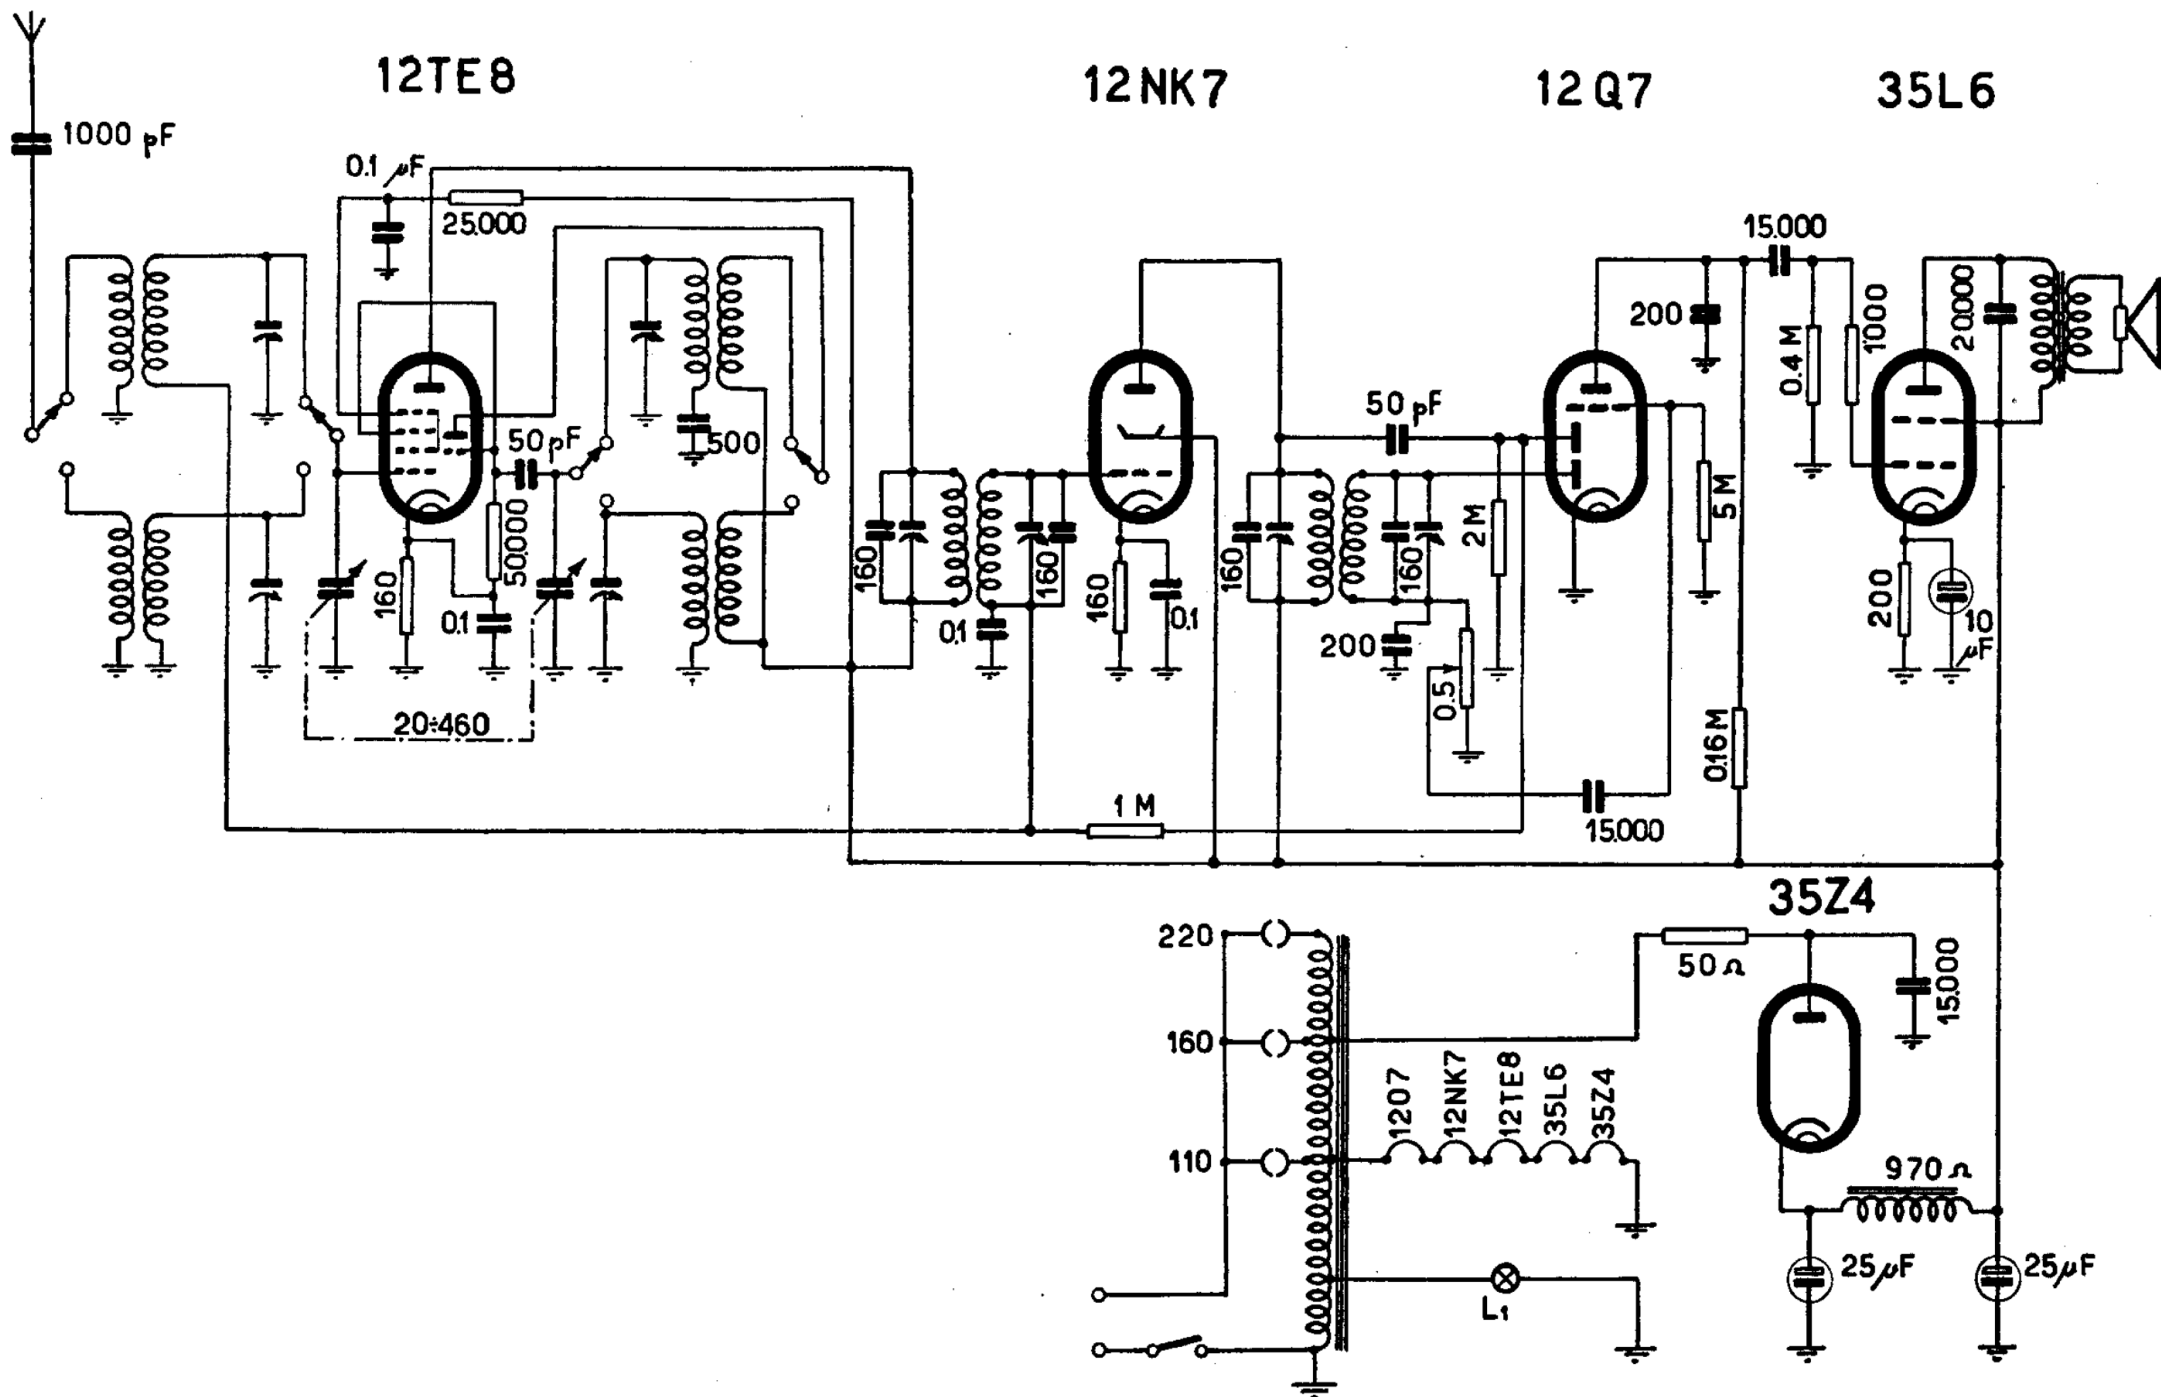 12TE8
12NK7
12Q7
35L6
1000 pF
0.1 µF
25.000
15.000
200
0.4 M
1000
20.000
50 pF
500
50 pF
5 M
2 M
160
50.000
0.1
160
160
0.1
160
0.1
160
160
200
0.5
200
10 µF
20÷460
0.16 M
1 M
15.000
35Z4
220
50 Ω
15.000
160
12Q7
12NK7
12TE8
35L6
35Z4
110
970 Ω
25 µF
25 µF
L1